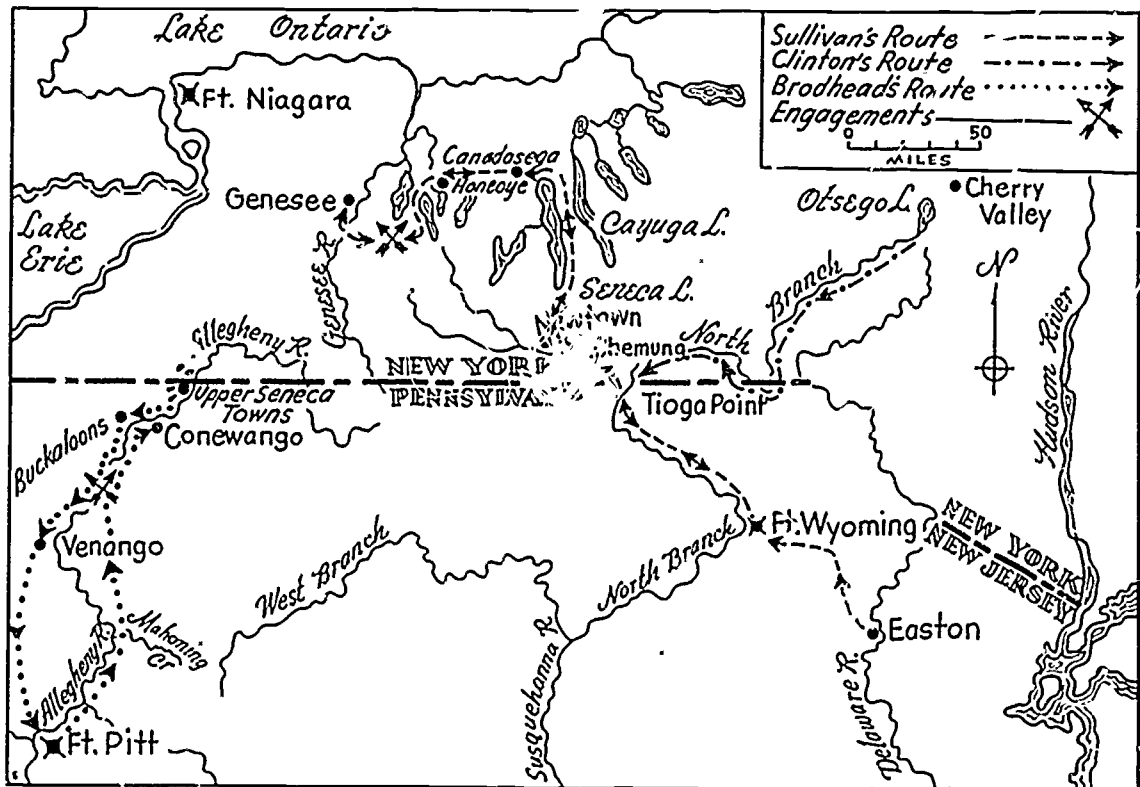 Lake Ontario
Sullivan's Route
Clinton's Route
Brodhead's Route
Engagements
0 50
MILES
Ft. Niagara
Canadasega
Honeoye
Genesee
Cherry
Valley
Otsego L.
Lake
Erie
Cayuga L.
N
Genesee R.
Seneca L.
Branch
Hudson River
North
Allegheny R.
Chemung
NEW YORK
Upper Seneca
Towns
Tioga Point
Conewango
Buckaloons
Ft. Wyoming
NEW YORK
NEW JERSEY
Venango
West Branch
North Branch
Mahoning
Cr.
Allegheny R.
Easton
Susquehanna R.
Delaware R.
Ft. Pitt